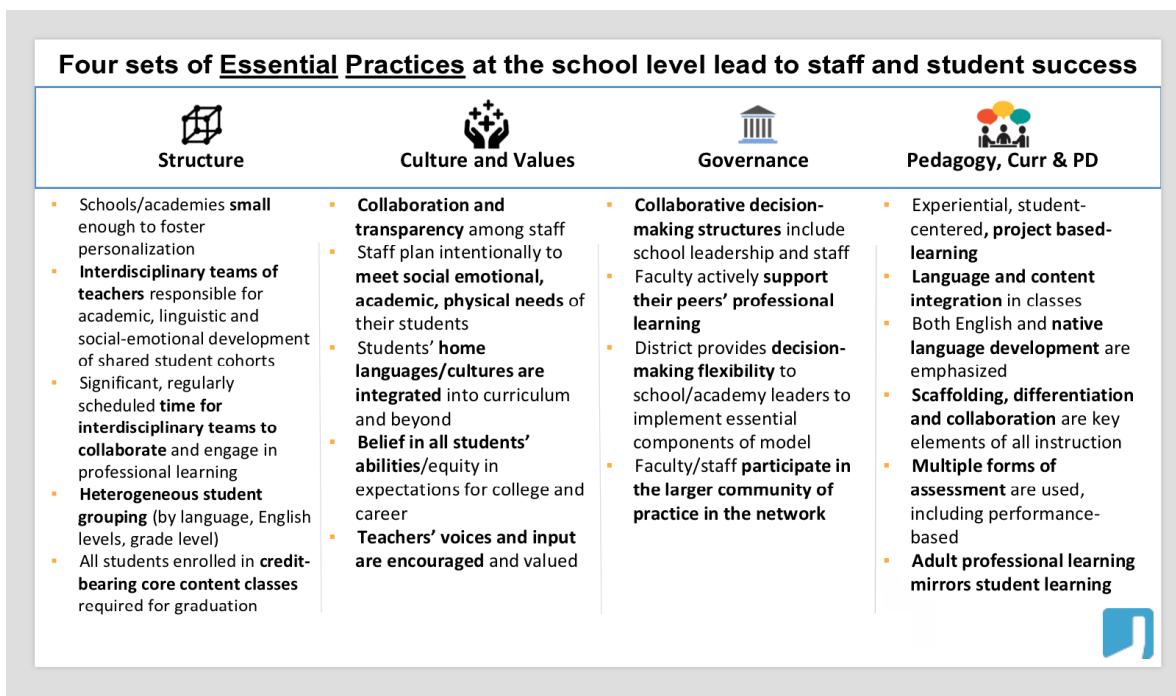 Four sets of Essential Practices at the school level lead to staff and student success
Structure
Culture and Values
Governance
Pedagogy, Curr & PD
▪ Schools/academies small
enough to foster
personalization
▪ Interdisciplinary teams of
teachers responsible for
academic, linguistic and
social-emotional development
of shared student cohorts
▪ Significant, regularly
scheduled time for
interdisciplinary teams to
collaborate and engage in
professional learning
▪ Heterogeneous student
grouping (by language, English
levels, grade level)
▪ All students enrolled in credit-
bearing core content classes
required for graduation
▪ Collaboration and
transparency among staff
▪ Staff plan intentionally to
meet social emotional,
academic, physical needs of
their students
▪ Students’ home
languages/cultures are
integrated into curriculum
and beyond
▪ Belief in all students’
abilities/equity in
expectations for college and
career
▪ Teachers’ voices and input
are encouraged and valued
▪ Collaborative decision-
making structures include
school leadership and staff
▪ Faculty actively support
their peers’ professional
learning
▪ District provides decision-
making flexibility to
school/academy leaders to
implement essential
components of model
▪ Faculty/staff participate in
the larger community of
practice in the network
▪ Experiential, student-
centered, project based-
learning
▪ Language and content
integration in classes
▪ Both English and native
language development are
emphasized
▪ Scaffolding, differentiation
and collaboration are key
elements of all instruction
▪ Multiple forms of
assessment are used,
including performance-
based
▪ Adult professional learning
mirrors student learning